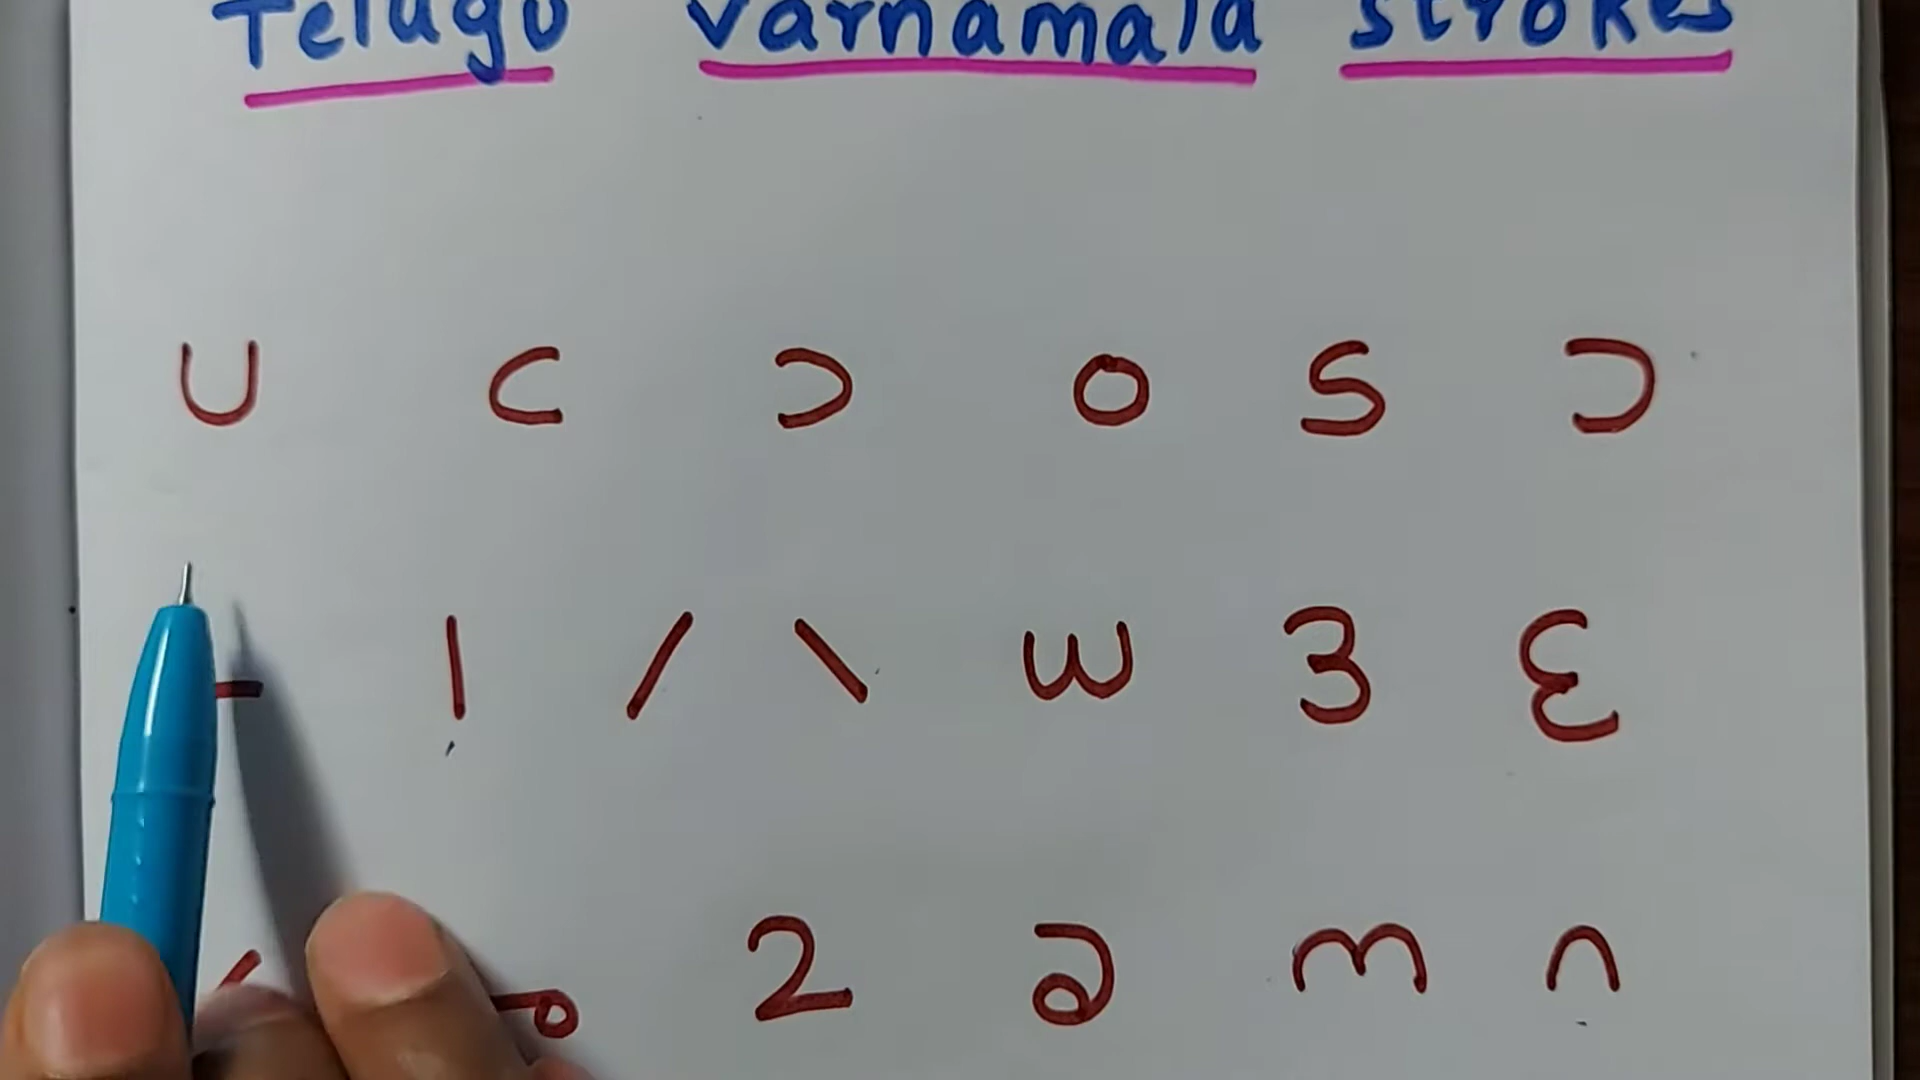 Telugu Varnamala strokes
U C Ɔ O S Ɔ
– | / \ W 3 Ɛ
2 m ∩